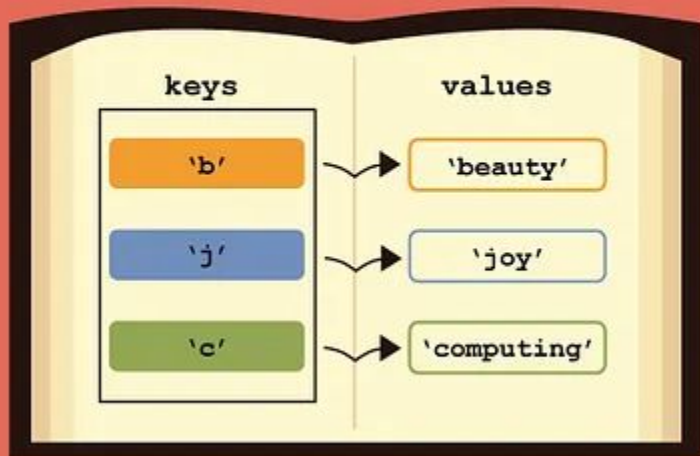 keys values
‘b’ ‘beauty’
‘j’ ‘joy’
‘c’ ‘computing’